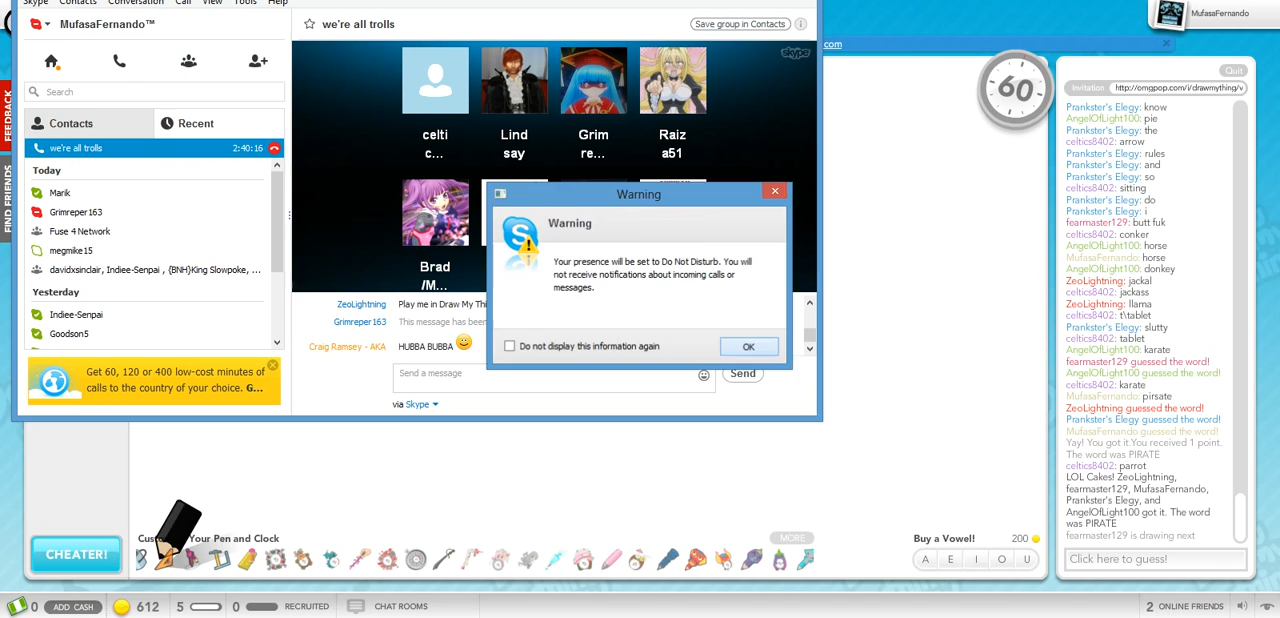 Skype Contacts Conversation Call View Tools Help
MufasaFernando™
we're all trolls
Save group in Contacts
MufasaFernando
com
skype
Search
Contacts
Recent
we're all trolls 2:40:16
Today
Marik
Grimreper163
Fuse 4 Network
megmike15
davidxsinclair, Indiee-Senpai , {BNH}King Slowpoke, ...
Yesterday
Indiee-Senpai
Goodson5
Get 60, 120 or 400 low-cost minutes
of calls to the country of your choice. G...
celti
c...
Lind
say
Grim
re...
Raiz
a51
Brad
/M...
ZeoLightning Play me in Draw My Thi
Grimreper163 This message has been
Craig Ramsey - AKA HUBBA BUBBA
Send a message
Send
via Skype
Warning
Warning
Your presence will be set to Do Not Disturb. You will
not receive notifications about incoming calls or
messages.
Do not display this information again
OK
FEEDBACK
FIND FRIENDS
60
Quit
Invitation http://omgpop.com/i/drawmything/v
Prankster's Elegy: know
AngelOfLight100: pie
Prankster's Elegy: the
celtics8402: arrow
Prankster's Elegy: rules
Prankster's Elegy: and
Prankster's Elegy: so
celtics8402: sitting
Prankster's Elegy: do
Prankster's Elegy: i
fearmaster129: butt fuk
celtics8402: conker
AngelOfLight100: horse
MufasaFernando: horse
AngelOfLight100: donkey
ZeoLightning: jackal
celtics8402: jackass
ZeoLightning: llama
celtics8402: t\tablet
Prankster's Elegy: slutty
celtics8402: tablet
AngelOfLight100: karate
fearmaster129 guessed the word!
AngelOfLight100 guessed the word!
celtics8402: karate
MufasaFernando: pirsate
ZeoLightning guessed the word!
Prankster's Elegy guessed the word!
MufasaFernando guessed the word!
Yay! You got it.You received 1 point.
The word was PIRATE
celtics8402: parrot
LOL Cakes! ZeoLightning,
fearmaster129, MufasaFernando,
Prankster's Elegy, and
AngelOfLight100 got it. The word
was PIRATE
fearmaster129 is drawing next
Click here to guess!
CHEATER!
Your Pen and Clock
MORE
Buy a Vowel! 200
A E I O U
0 ADD CASH 612 5 0 RECRUITED CHAT ROOMS
2 ONLINE FRIENDS